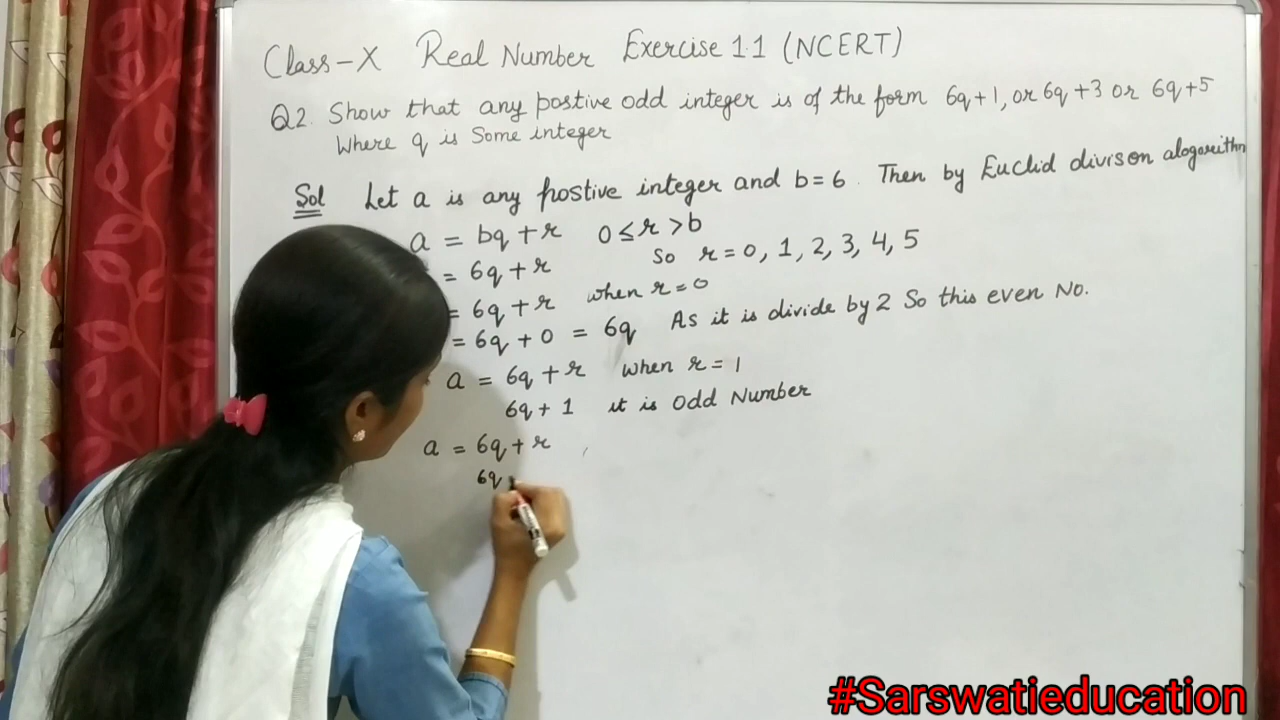 Class-X Real Number Exercise 1.1 (NCERT)
Q2. Show that any postive odd integer is of the form 6q+1, or 6q+3 or 6q+5
Where q is Some integer
Sol Let a is any postive integer and b=6. Then by Euclid divison alogarithm
a = bq+r 0≤r>b
= 6q+r So r=0, 1, 2, 3, 4, 5
= 6q+r when r=0
= 6q+0 = 6q As it is divide by 2 So this even No.
a = 6q+r when r=1
6q+1 it is Odd Number
a = 6q+r
6q
#Sarswatieducation